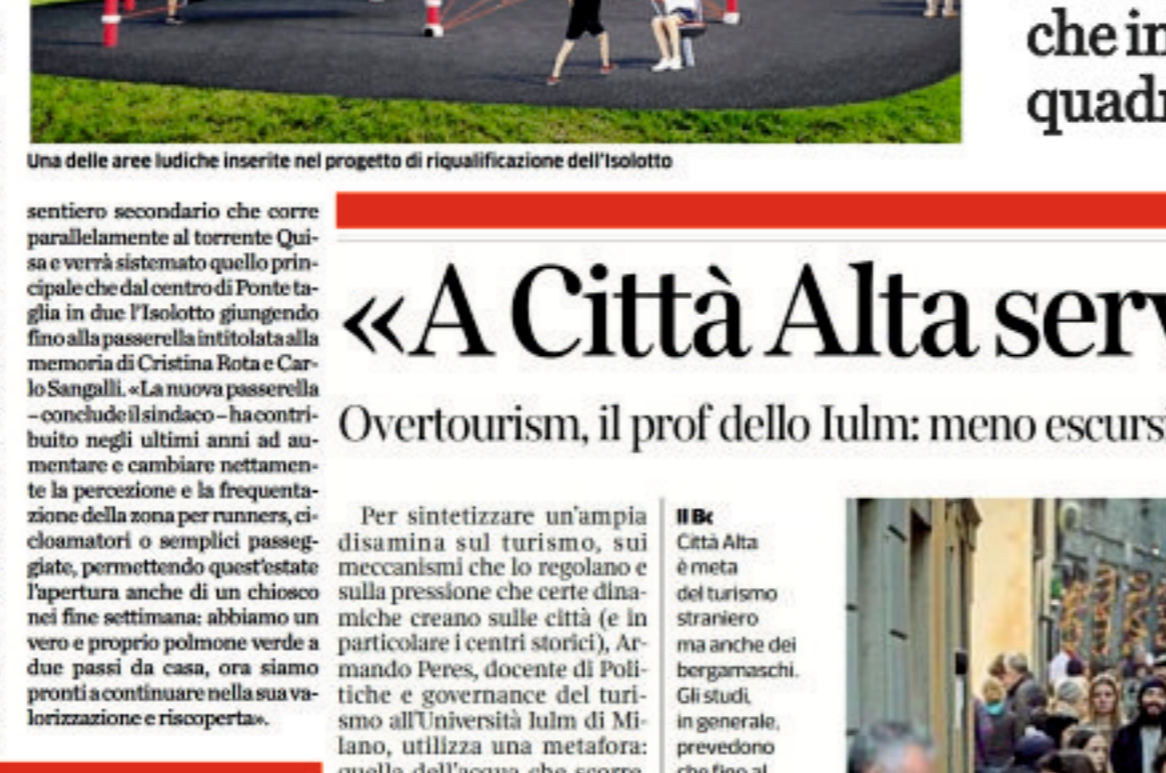 che in
quadr
Una delle aree ludiche inserite nel progetto di riqualificazione dell'Isolotto
sentiero secondario che corre
parallelamente al torrente Qui-
sa e verrà sistemato quello prin-
cipale che dal centro di Ponte ta-
glia in due l'Isolotto giungendo
fino alla passerella intitolata alla
memoria di Cristina Rota e Car-
lo Sangalli. «La nuova passerella
– conclude il sindaco – ha contri-
buito negli ultimi anni ad au-
mentare e cambiare nettamen-
te la percezione e la frequenta-
zione della zona per runners, ci-
cloamatori o semplici passeg-
giate, permettendo quest'estate
l'apertura anche di un chiosco
nei fine settimana: abbiamo un
vero e proprio polmone verde a
due passi da casa, ora siamo
pronti a continuare nella sua va-
lorizzazione e riscoperta».
«A Città Alta serv
Overtourism, il prof dello Iulm: meno escurs
Per sintetizzare un'ampia
disamina sul turismo, sui
meccanismi che lo regolano e
sulla pressione che certe dina-
miche creano sulle città (e in
particolare i centri storici), Ar-
mando Peres, docente di Poli-
tiche e governance del turi-
smo all'Università Iulm di Mi-
lano, utilizza una metafora:
quella dell'acqua che scorre.
Città Alta
è meta
del turismo
straniero
ma anche dei
bergamaschi.
Gli studi,
in generale,
prevedono
che fino al